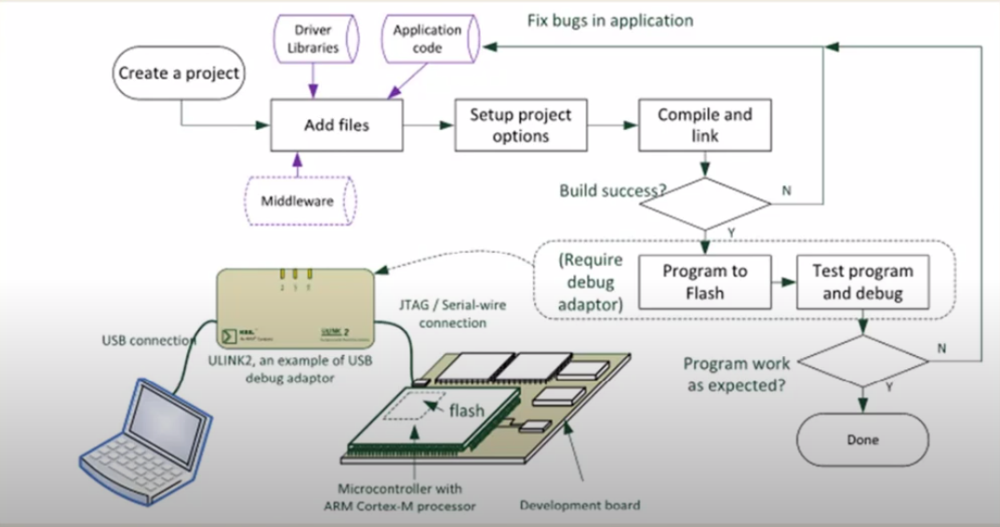 Fix bugs in application
Driver
Libraries
Application
code
Create a project
Add files
Setup project
options
Compile and
link
Middleware
Build success?
N
Y
(Require
debug
adaptor)
Program to
Flash
Test program
and debug
JTAG / Serial-wire
connection
USB connection
KEIL
ULINK 2
ULINK2, an example of USB
debug adaptor
Program work
as expected?
N
Y
flash
Done
Microcontroller with
ARM Cortex-M processor
Development board